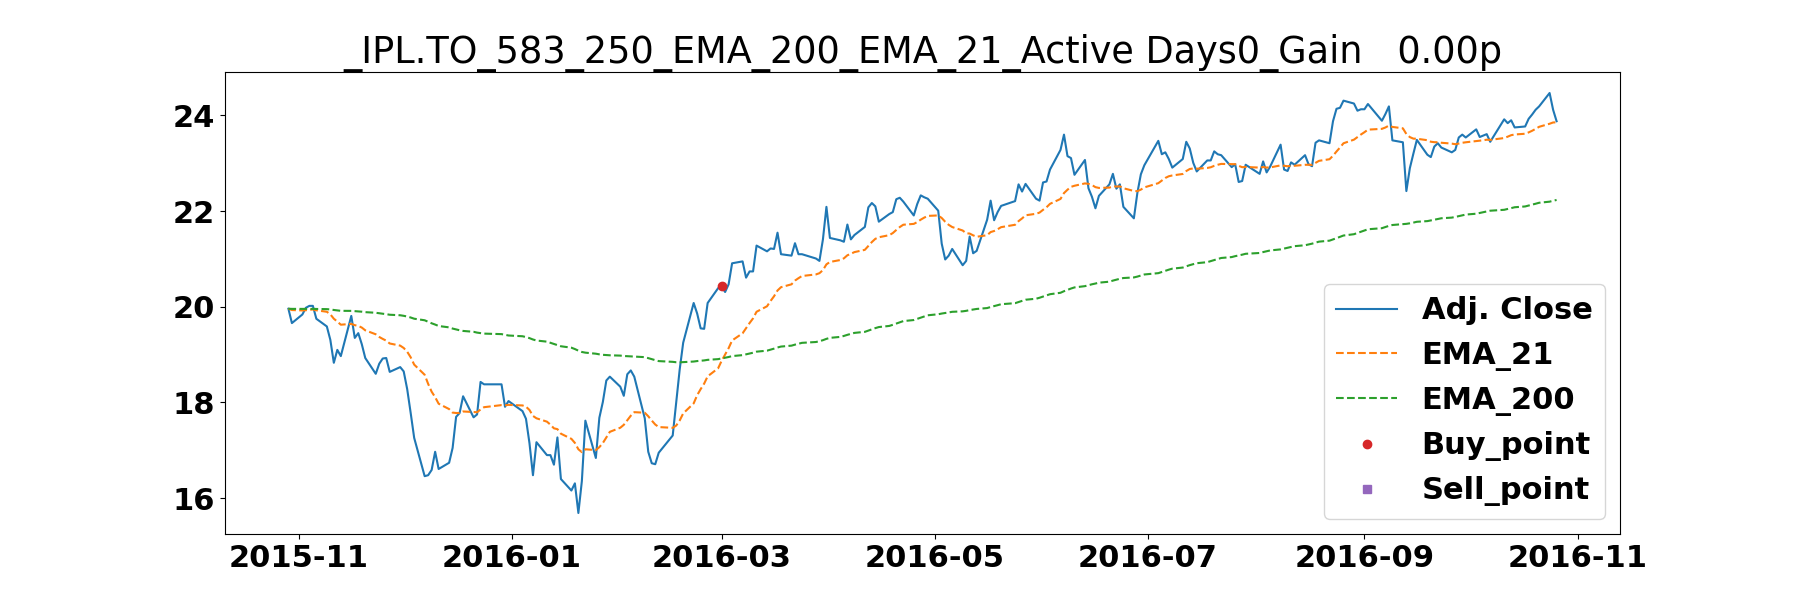 _IPL.TO_583_250_EMA_200_EMA_21_Active Days0_Gain   0.00p
24
22
20
18
16
Adj. Close
EMA_21
EMA_200
Buy_point
Sell_point
2015-11 2016-01 2016-03 2016-05 2016-07 2016-09 2016-11